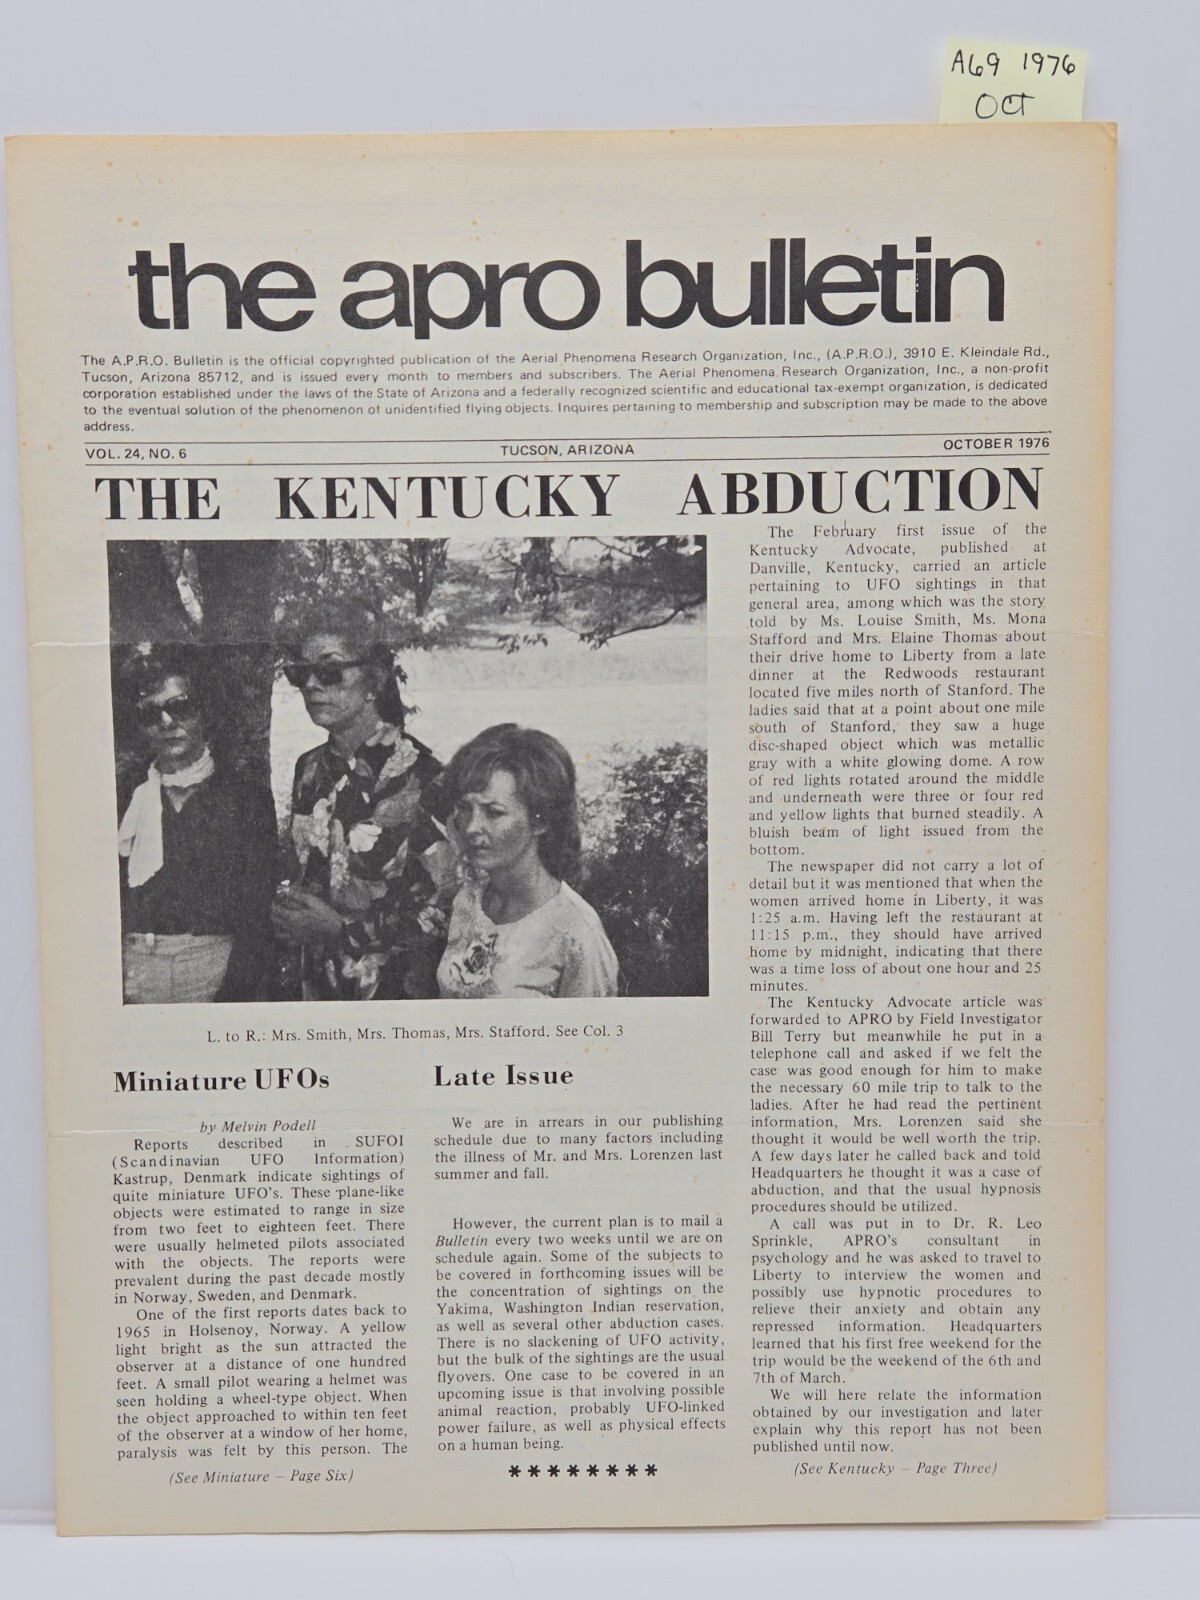 A69 1976
OCT
the apro bulletin
The A.P.R.O. Bulletin is the official copyrighted publication of the Aerial Phenomena Research Organization, Inc., (A.P.R.O.), 3910 E. Kleindale Rd.,
Tucson, Arizona 85712, and is issued every month to members and subscribers. The Aerial Phenomena Research Organization, Inc., a non-profit
corporation established under the laws of the State of Arizona and a federally recognized scientific and educational tax-exempt organization, is dedicated
to the eventual solution of the phenomenon of unidentified flying objects. Inquires pertaining to membership and subscription may be made to the above
address.
VOL. 24, NO. 6 TUCSON, ARIZONA OCTOBER 1976
THE KENTUCKY ABDUCTION
L. to R.: Mrs. Smith, Mrs. Thomas, Mrs. Stafford. See Col. 3
Miniature UFOs
by Melvin Podell
Reports described in SUFOI
(Scandinavian UFO Information)
Kastrup, Denmark indicate sightings of
quite miniature UFO's. These plane-like
objects were estimated to range in size
from two feet to eighteen feet. There
were usually helmeted pilots associated
with the objects. The reports were
prevalent during the past decade mostly
in Norway, Sweden, and Denmark.
One of the first reports dates back to
1965 in Holsenoy, Norway. A yellow
light bright as the sun attracted the
observer at a distance of one hundred
feet. A small pilot wearing a helmet was
seen holding a wheel-type object. When
the object approached to within ten feet
of the observer at a window of her home,
paralysis was felt by this person. The
(See Miniature – Page Six)
Late Issue
We are in arrears in our publishing
schedule due to many factors including
the illness of Mr. and Mrs. Lorenzen last
summer and fall.
However, the current plan is to mail a
Bulletin every two weeks until we are on
schedule again. Some of the subjects to
be covered in forthcoming issues will be
the concentration of sightings on the
Yakima, Washington Indian reservation,
as well as several other abduction cases.
There is no slackening of UFO activity,
but the bulk of the sightings are the usual
flyovers. One case to be covered in an
upcoming issue is that involving possible
animal reaction, probably UFO-linked
power failure, as well as physical effects
on a human being.
********
The February first issue of the
Kentucky Advocate, published at
Danville, Kentucky, carried an article
pertaining to UFO sightings in that
general area, among which was the story
told by Ms. Louise Smith, Ms. Mona
Stafford and Mrs. Elaine Thomas about
their drive home to Liberty from a late
dinner at the Redwoods restaurant
located five miles north of Stanford. The
ladies said that at a point about one mile
south of Stanford, they saw a huge
disc-shaped object which was metallic
gray with a white glowing dome. A row
of red lights rotated around the middle
and underneath were three or four red
and yellow lights that burned steadily. A
bluish beam of light issued from the
bottom.
The newspaper did not carry a lot of
detail but it was mentioned that when the
women arrived home in Liberty, it was
1:25 a.m. Having left the restaurant at
11:15 p.m., they should have arrived
home by midnight, indicating that there
was a time loss of about one hour and 25
minutes.
The Kentucky Advocate article was
forwarded to APRO by Field Investigator
Bill Terry but meanwhile he put in a
telephone call and asked if we felt the
case was good enough for him to make
the necessary 60 mile trip to talk to the
ladies. After he had read the pertinent
information, Mrs. Lorenzen said she
thought it would be well worth the trip.
A few days later he called back and told
Headquarters he thought it was a case of
abduction, and that the usual hypnosis
procedures should be utilized.
A call was put in to Dr. R. Leo
Sprinkle, APRO's consultant in
psychology and he was asked to travel to
Liberty to interview the women and
possibly use hypnotic procedures to
relieve their anxiety and obtain any
repressed information. Headquarters
learned that his first free weekend for the
trip would be the weekend of the 6th and
7th of March.
We will here relate the information
obtained by our investigation and later
explain why this report has not been
published until now.
(See Kentucky – Page Three)